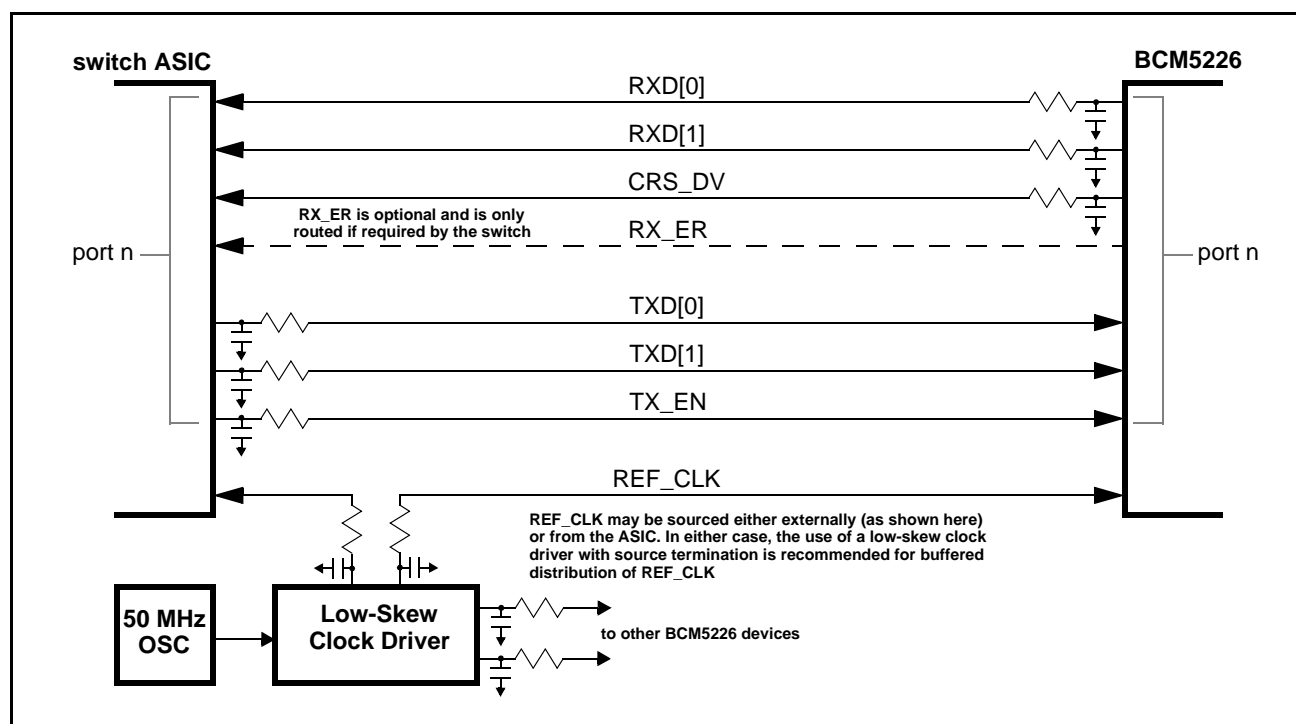 switch ASIC
BCM5226
RXD[0]
RXD[1]
CRS_DV
RX_ER is optional and is only
routed if required by the switch
RX_ER
port n
port n
TXD[0]
TXD[1]
TX_EN
REF_CLK
REF_CLK may be sourced either externally (as shown here)
or from the ASIC. In either case, the use of a low-skew clock
driver with source termination is recommended for buffered
distribution of REF_CLK
50 MHz
OSC
Low-Skew
Clock Driver
to other BCM5226 devices